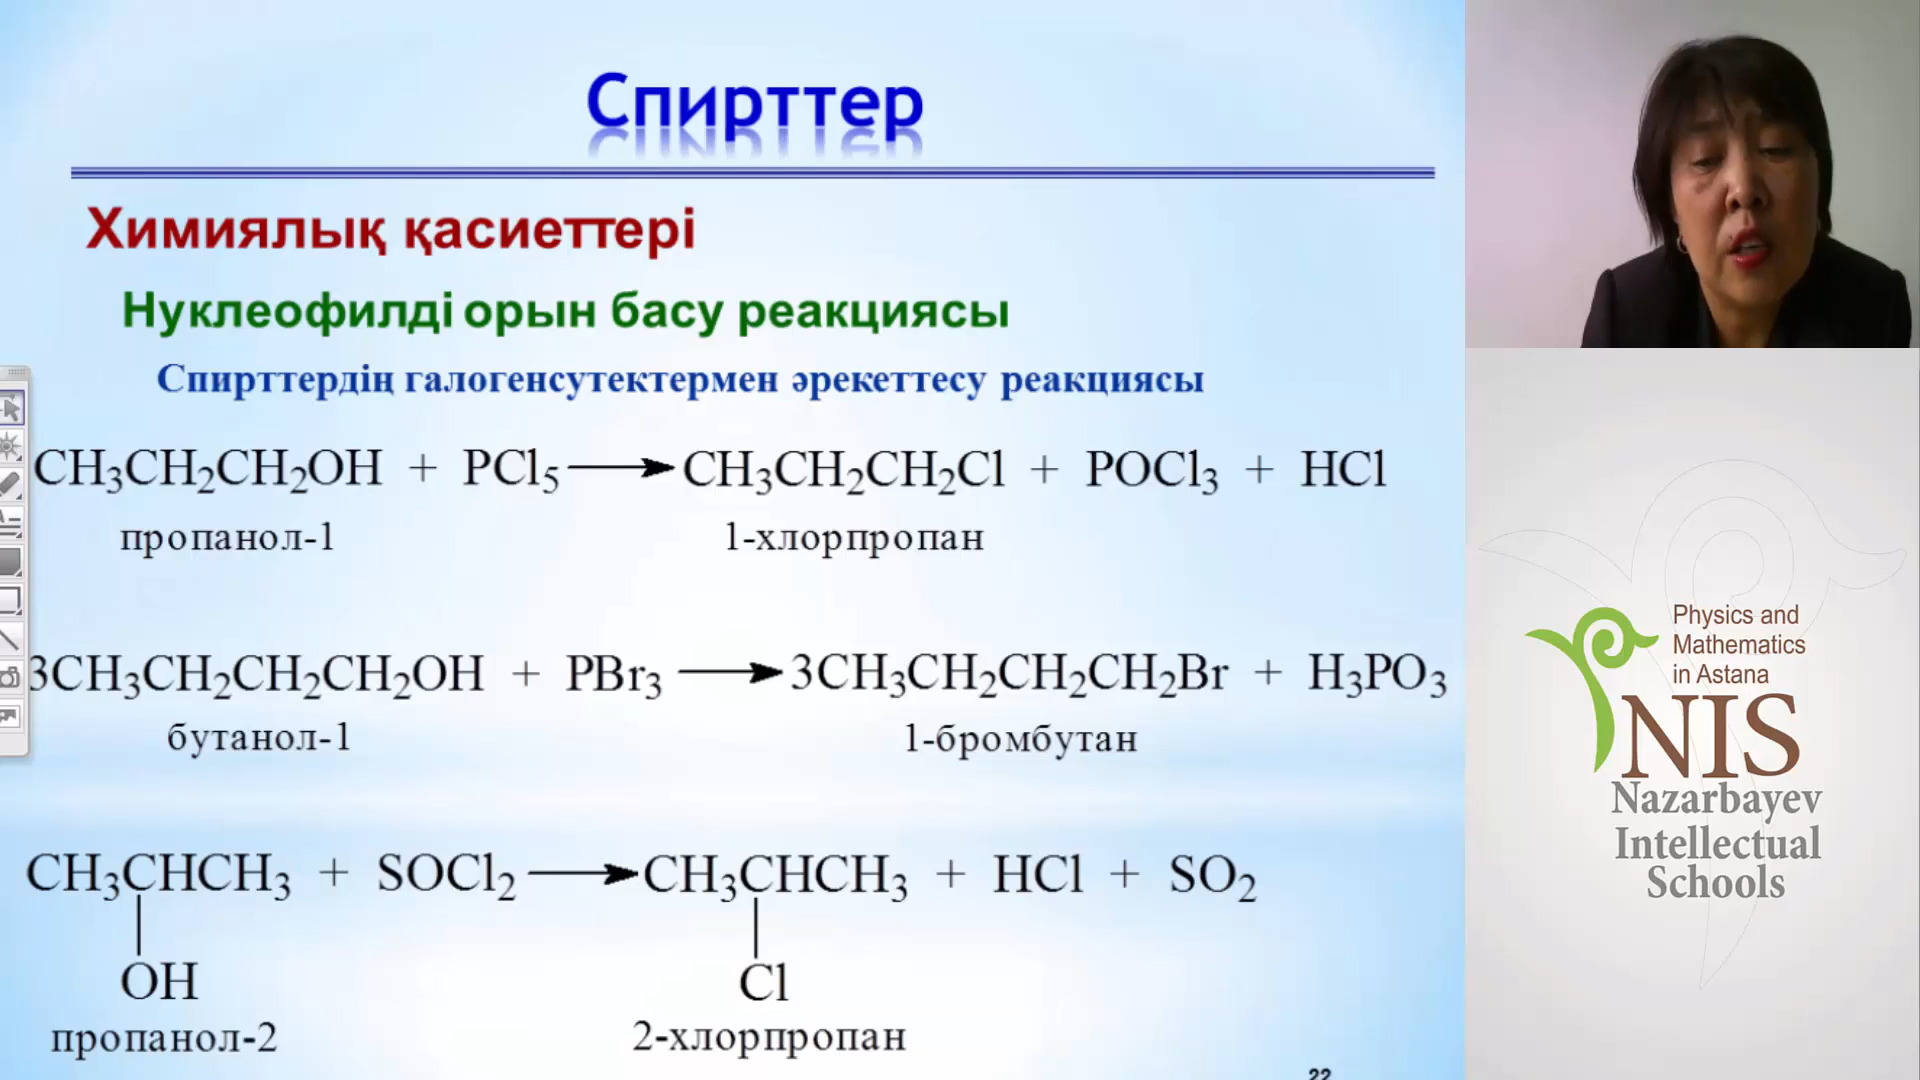 Спирттер
Химиялық қасиеттері
Нуклеофилді орын басу реакциясы
Спирттердің галогенсутектермен әрекеттесу реакциясы
CH₃CH₂CH₂OH + PCl₅ ⟶ CH₃CH₂CH₂Cl + POCl₃ + HCl
пропанол-1 1-хлорпропан
3CH₃CH₂CH₂CH₂OH + PBr₃ ⟶ 3CH₃CH₂CH₂CH₂Br + H₃PO₃
бутанол-1 1-бромбутан
CH₃CHCH₃ + SOCl₂ ⟶ CH₃CHCH₃ + HCl + SO₂
OH Cl
пропанол-2 2-хлорпропан
22
Physics and
Mathematics
in Astana
NIS
Nazarbayev
Intellectual
Schools